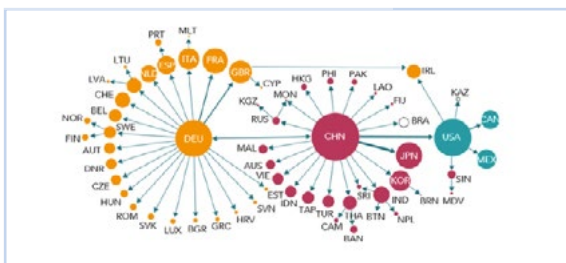 PRT
MLT
LTU
ESP
ITA
FRA
LVA
NLD
GBR
IRL
CHE
CYP
HKG
PHI
PAK
MON
LAO
KAZ
NOR
BEL
KGZ
FIJ
CAN
SWE
RUS
BRA
FIN
DEU
CHN
USA
AUT
MAL
JPN
MEX
DNR
AUS
VIE
KOR
SIN
CZE
EST
SRI
IND
BRN
MDV
HUN
SVN
IDN
TAP
TUR
THA
BTN
NPL
ROM
HRV
CAM
SVK
LUX
BGR
GRC
BAN